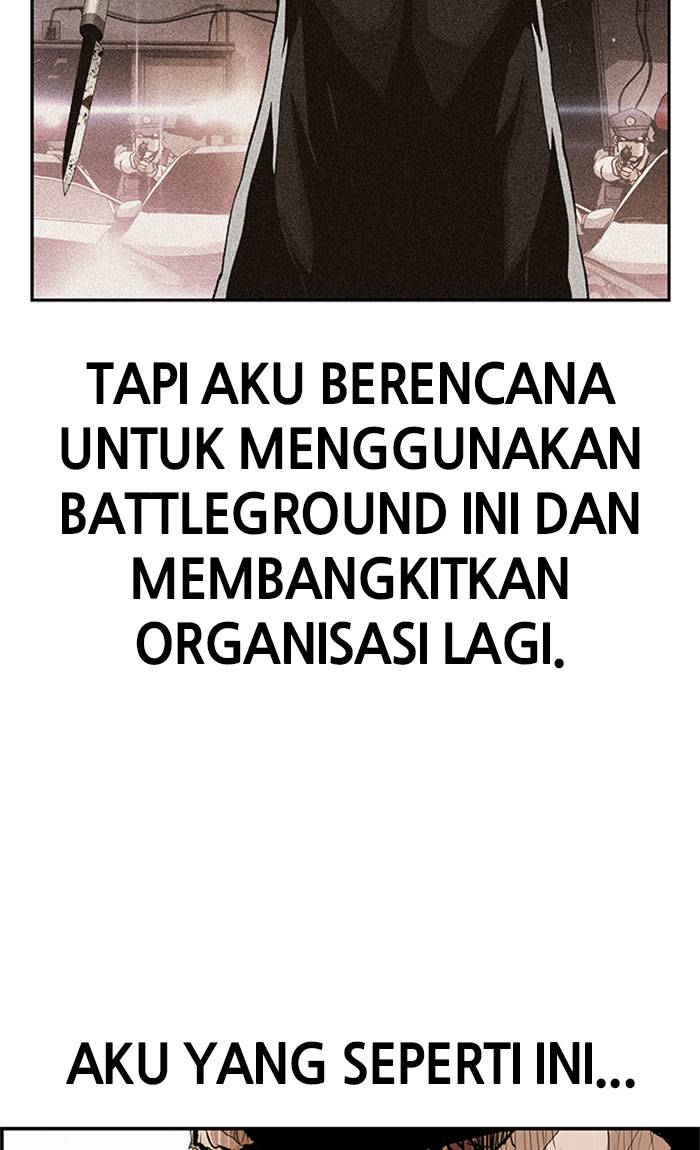 TAPI AKU BERENCANA
UNTUK MENGGUNAKAN
BATTLEGROUND INI DAN
MEMBANGKITKAN
ORGANISASI LAGI.
AKU YANG SEPERTI INI...